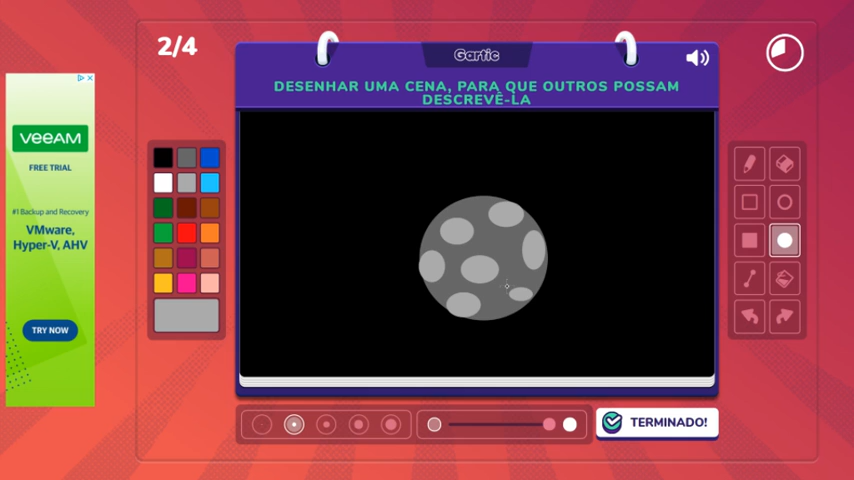 2/4
Gartic
DESENHAR UMA CENA, PARA QUE OUTROS POSSAM
DESCREVÊ-LA
VEEAM
FREE TRIAL
#1 Backup and Recovery
VMware,
Hyper-V, AHV
TRY NOW
TERMINADO!